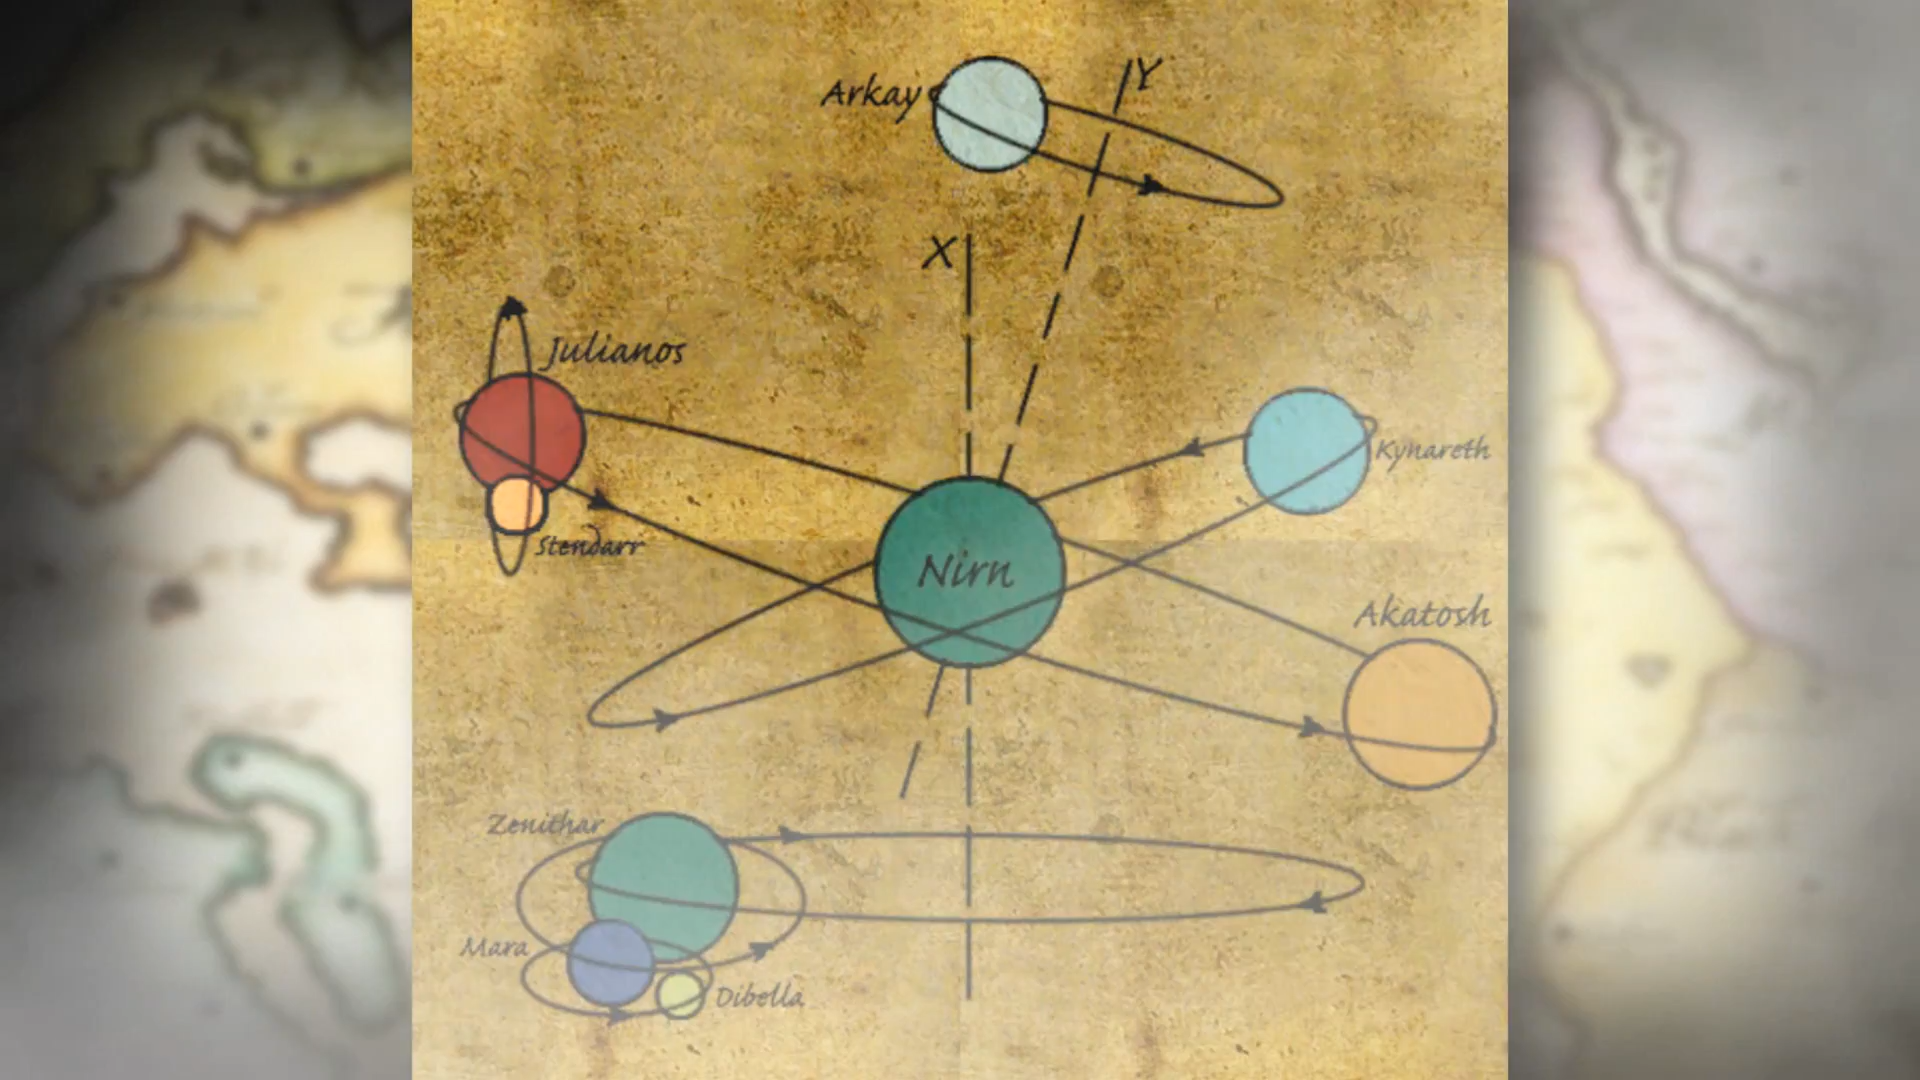 Arkay
Y
X
Julianos
Kynareth
Stendarr
Nirn
Akatosh
Zenithar
Mara
Dibella